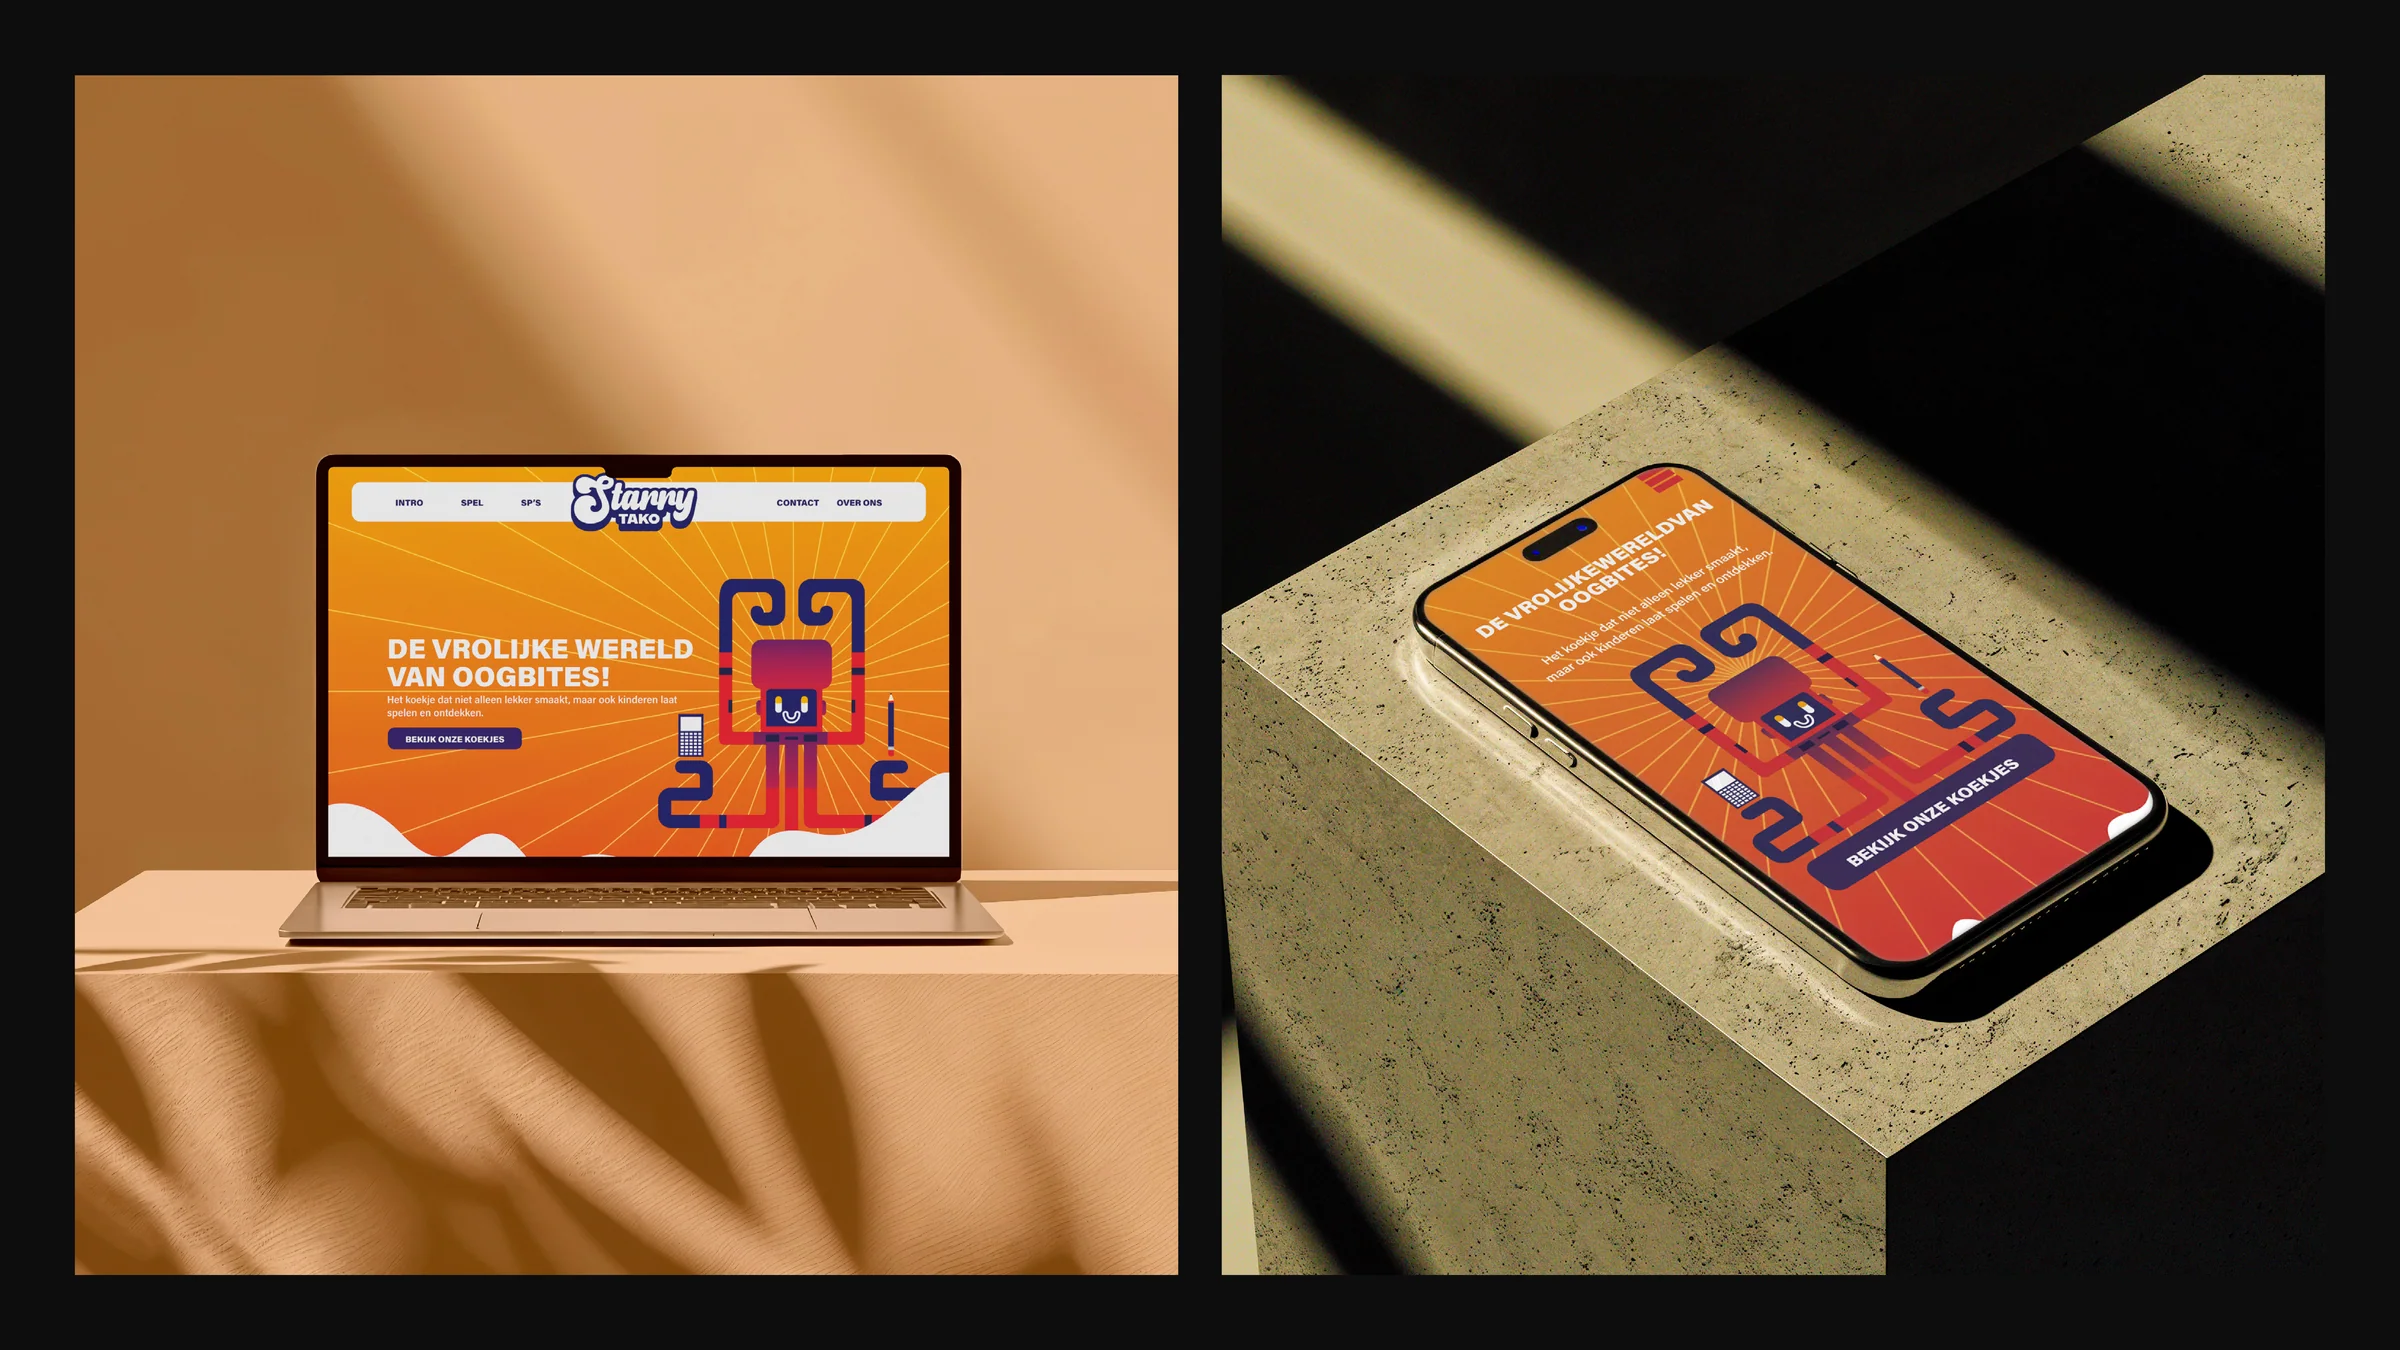 INTRO SPEL SP'S Starry TAKO CONTACT OVER ONS
DE VROLIJKE WERELD
VAN OOGBITES!
Het koekje dat niet alleen lekker smaakt, maar ook kinderen laat
spelen en ontdekken.
BEKIJK ONZE KOEKJES
DE VROLIJKEWERELDVAN
OOGBITES!
Het koekje dat niet alleen lekker smaakt,
maar ook kinderen laat spelen en ontdekken.
BEKIJK ONZE KOEKJES